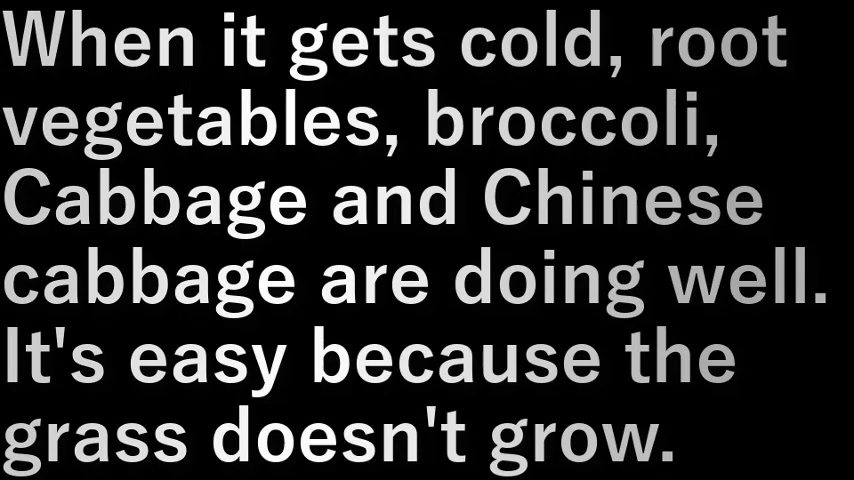 When it gets cold, root
vegetables, broccoli,
Cabbage and Chinese
cabbage are doing well.
It's easy because the
grass doesn't grow.